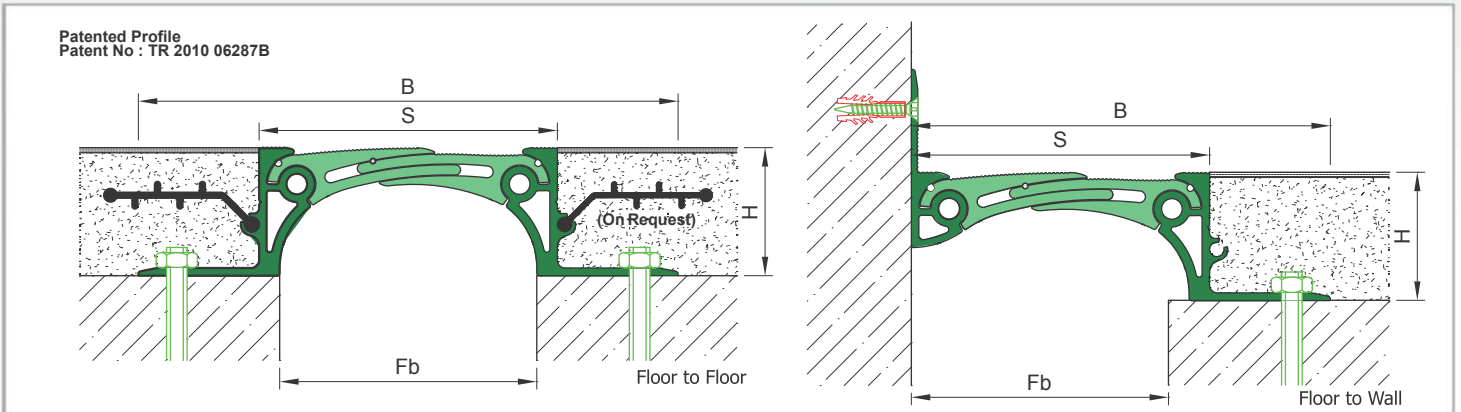 Patented Profile
Patent No : TR 2010 06287B
B
S
H
(On Request)
Fb
Floor to Floor
B
S
H
Fb
Floor to Wall